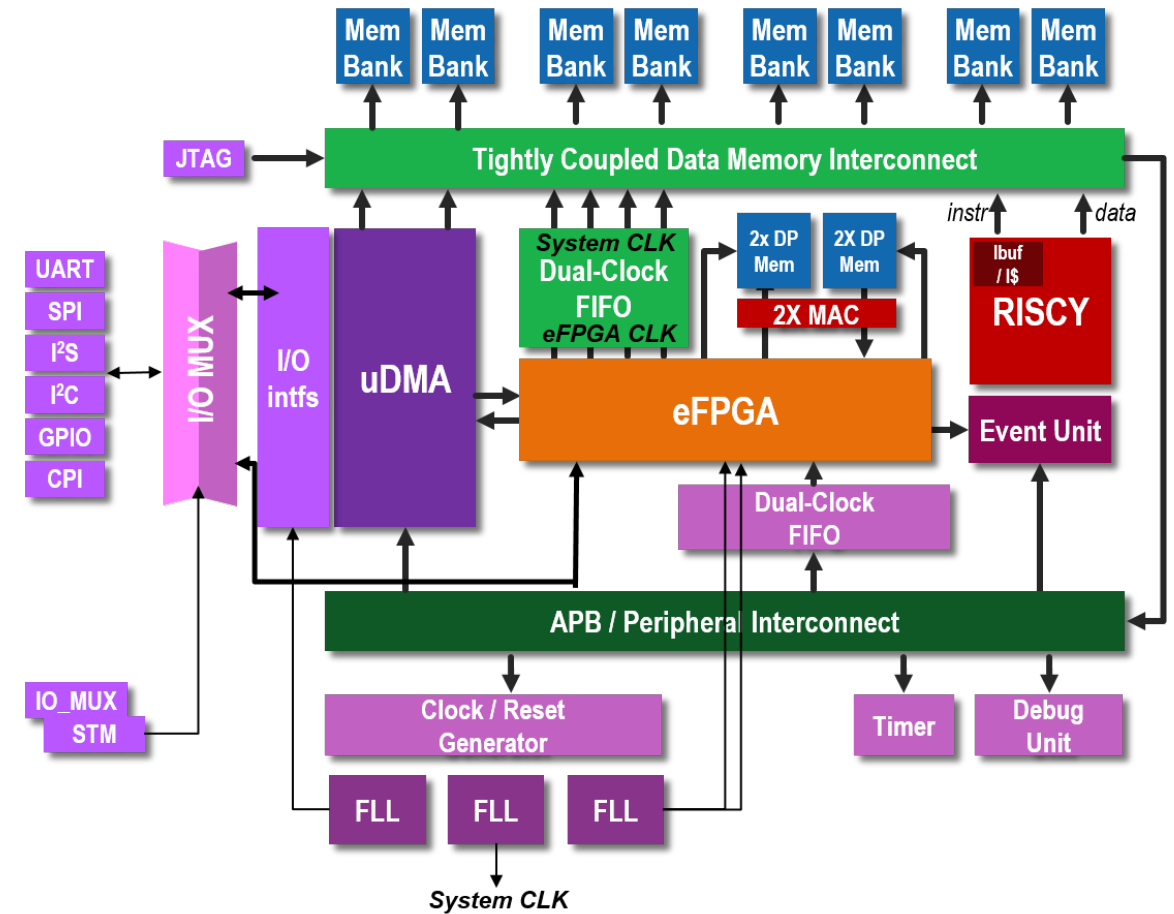 Mem Bank
Mem Bank
Mem Bank
Mem Bank
Mem Bank
Mem Bank
Mem Bank
Mem Bank
JTAG
Tightly Coupled Data Memory Interconnect
instr
data
UART
SPI
I²S
I²C
GPIO
CPI
I/O MUX
I/O
intfs
uDMA
System CLK
Dual-Clock
FIFO
eFPGA CLK
2x DP
Mem
2X DP
Mem
2X MAC
Ibuf
/ I$
RISCY
eFPGA
Event Unit
Dual-Clock
FIFO
APB / Peripheral Interconnect
IO_MUX
STM
Clock / Reset
Generator
Timer
Debug
Unit
FLL
FLL
FLL
System CLK